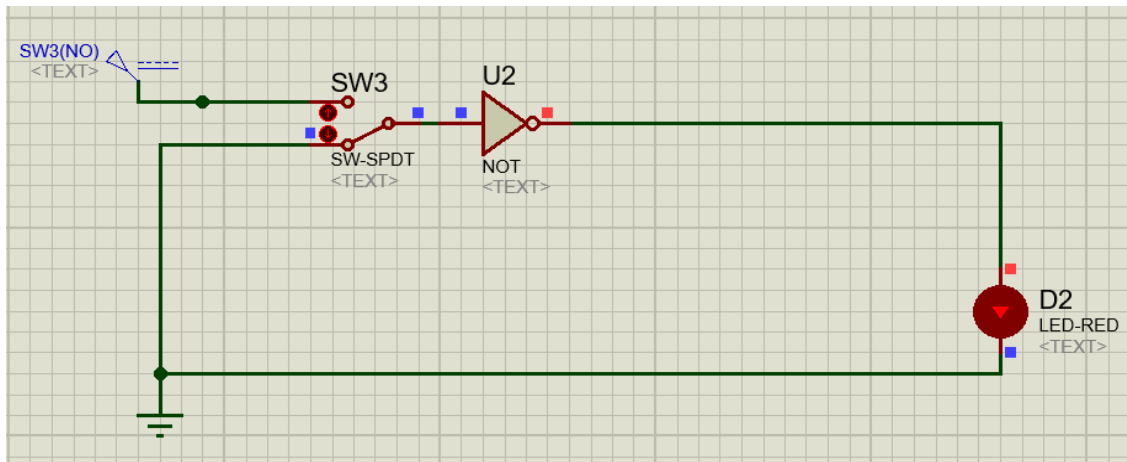 SW3(NO)
<TEXT>
SW3
SW-SPDT
<TEXT>
U2
NOT
<TEXT>
D2
LED-RED
<TEXT>